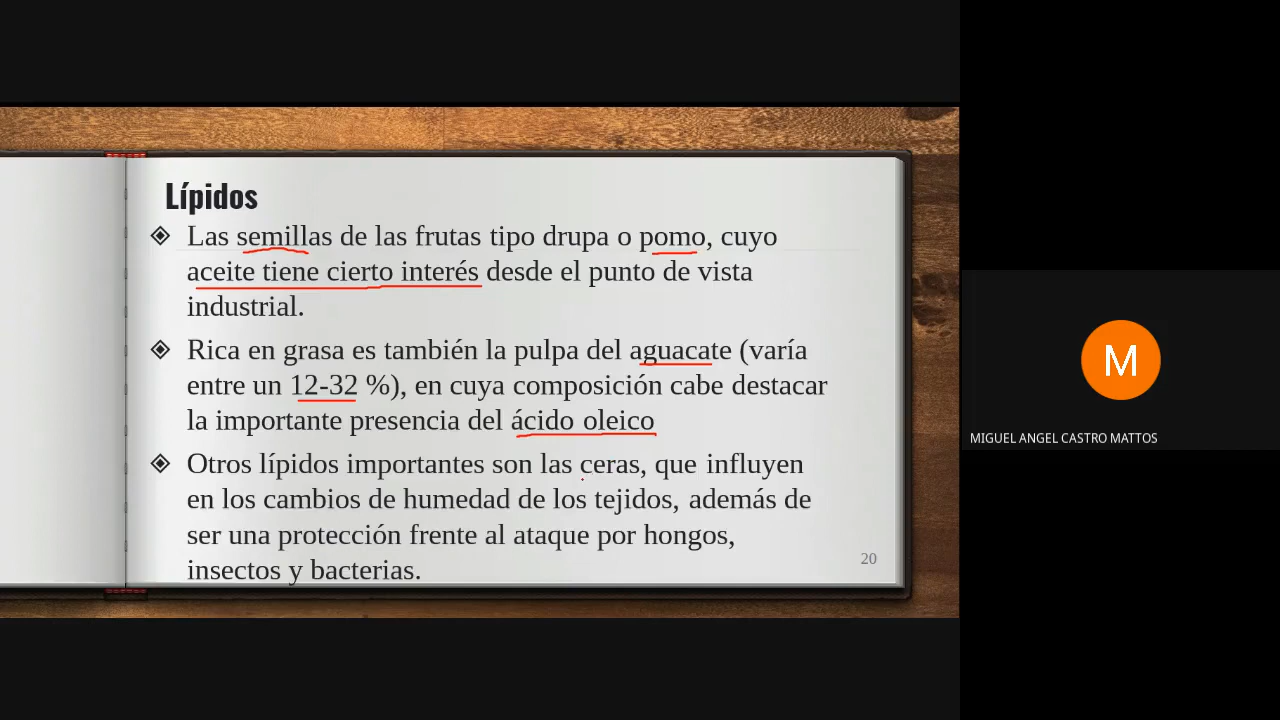 Lípidos
Las semillas de las frutas tipo drupa o pomo, cuyo
aceite tiene cierto interés desde el punto de vista
industrial.
Rica en grasa es también la pulpa del aguacate (varía
entre un 12-32 %), en cuya composición cabe destacar
la importante presencia del ácido oleico
Otros lípidos importantes son las ceras, que influyen
en los cambios de humedad de los tejidos, además de
ser una protección frente al ataque por hongos,
insectos y bacterias.
20
M
MIGUEL ANGEL CASTRO MATTOS